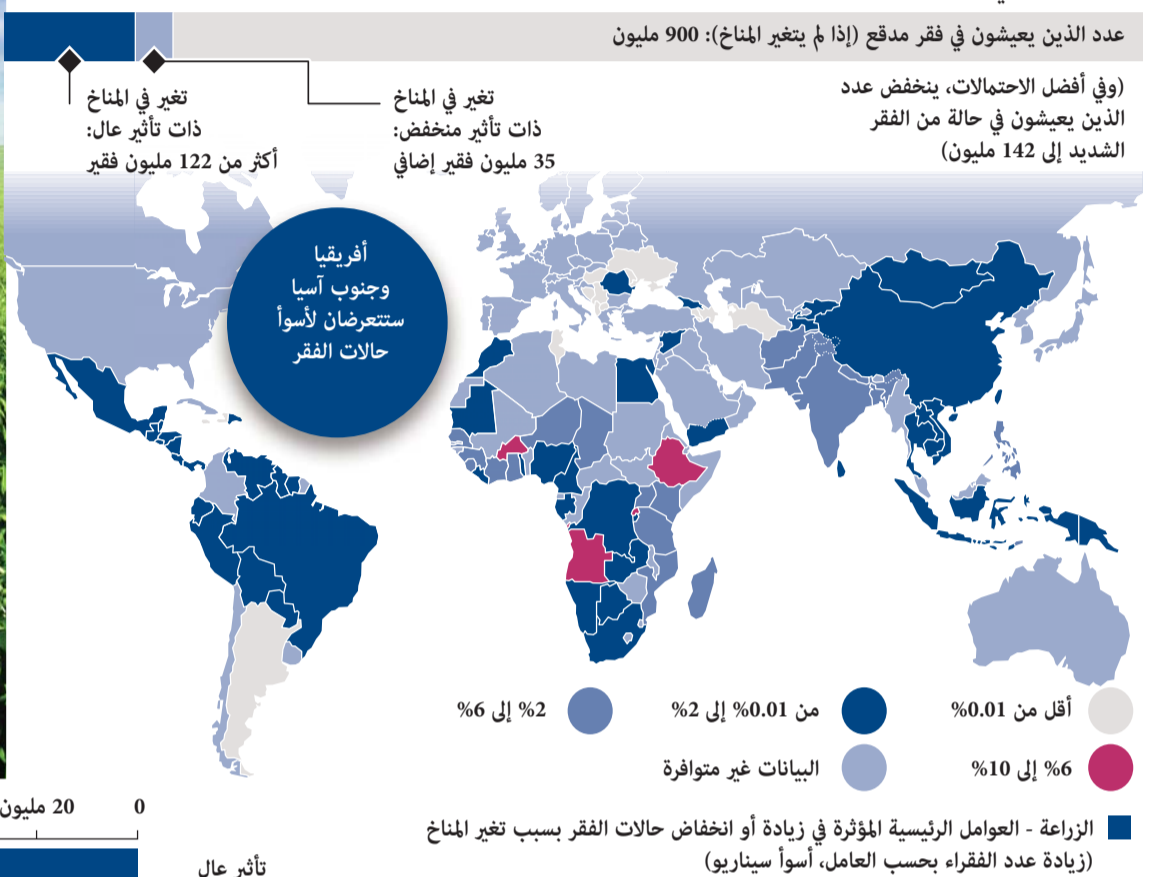 عدد الذين يعيشون في فقر مدقع (إذا لم يتغير المناخ): 900 مليون
(وفي أفضل الاحتمالات، ينخفض عدد
الذين يعيشون في حالة من الفقر
الشديد إلى 142 مليون)
تغير في المناخ
ذات تأثير منخفض:
35 مليون فقير إضافي
تغير في المناخ
ذات تأثير عال:
أكثر من 122 مليون فقير
أفريقيا
وجنوب آسيا
ستتعرضان لأسوأ
حالات الفقر
أقل من 0.01%
من 0.01% إلى 2%
2% إلى 6%
6% إلى 10%
البيانات غير متوافرة
الزراعة - العوامل الرئيسية المؤثرة في زيادة أو انخفاض حالات الفقر بسبب تغير المناخ
(زيادة عدد الفقراء بحسب العامل، أسوأ سيناريو)
0
20 مليون
تأثير عال